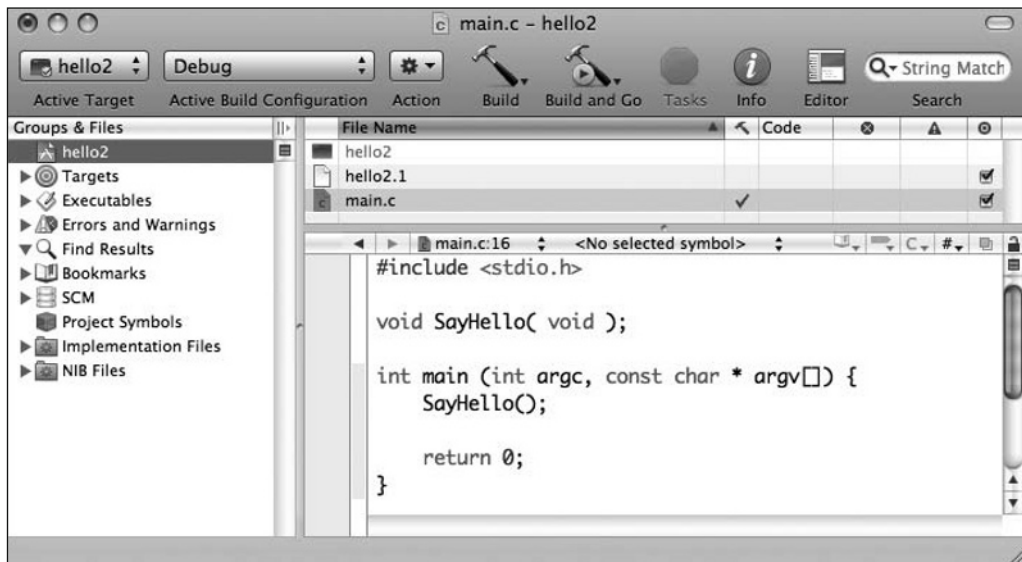 main.c – hello2
hello2
Debug
Active Target
Active Build Configuration
Action
Build
Build and Go
Tasks
Info
Editor
String Match
Search
Groups & Files
hello2
Targets
Executables
Errors and Warnings
Find Results
Bookmarks
SCM
Project Symbols
Implementation Files
NIB Files
File Name
Code
hello2
hello2.1
main.c
main.c:16
<No selected symbol>
C
#
#include <stdio.h>
void SayHello( void );
int main (int argc, const char * argv[]) {
SayHello();
return 0;
}